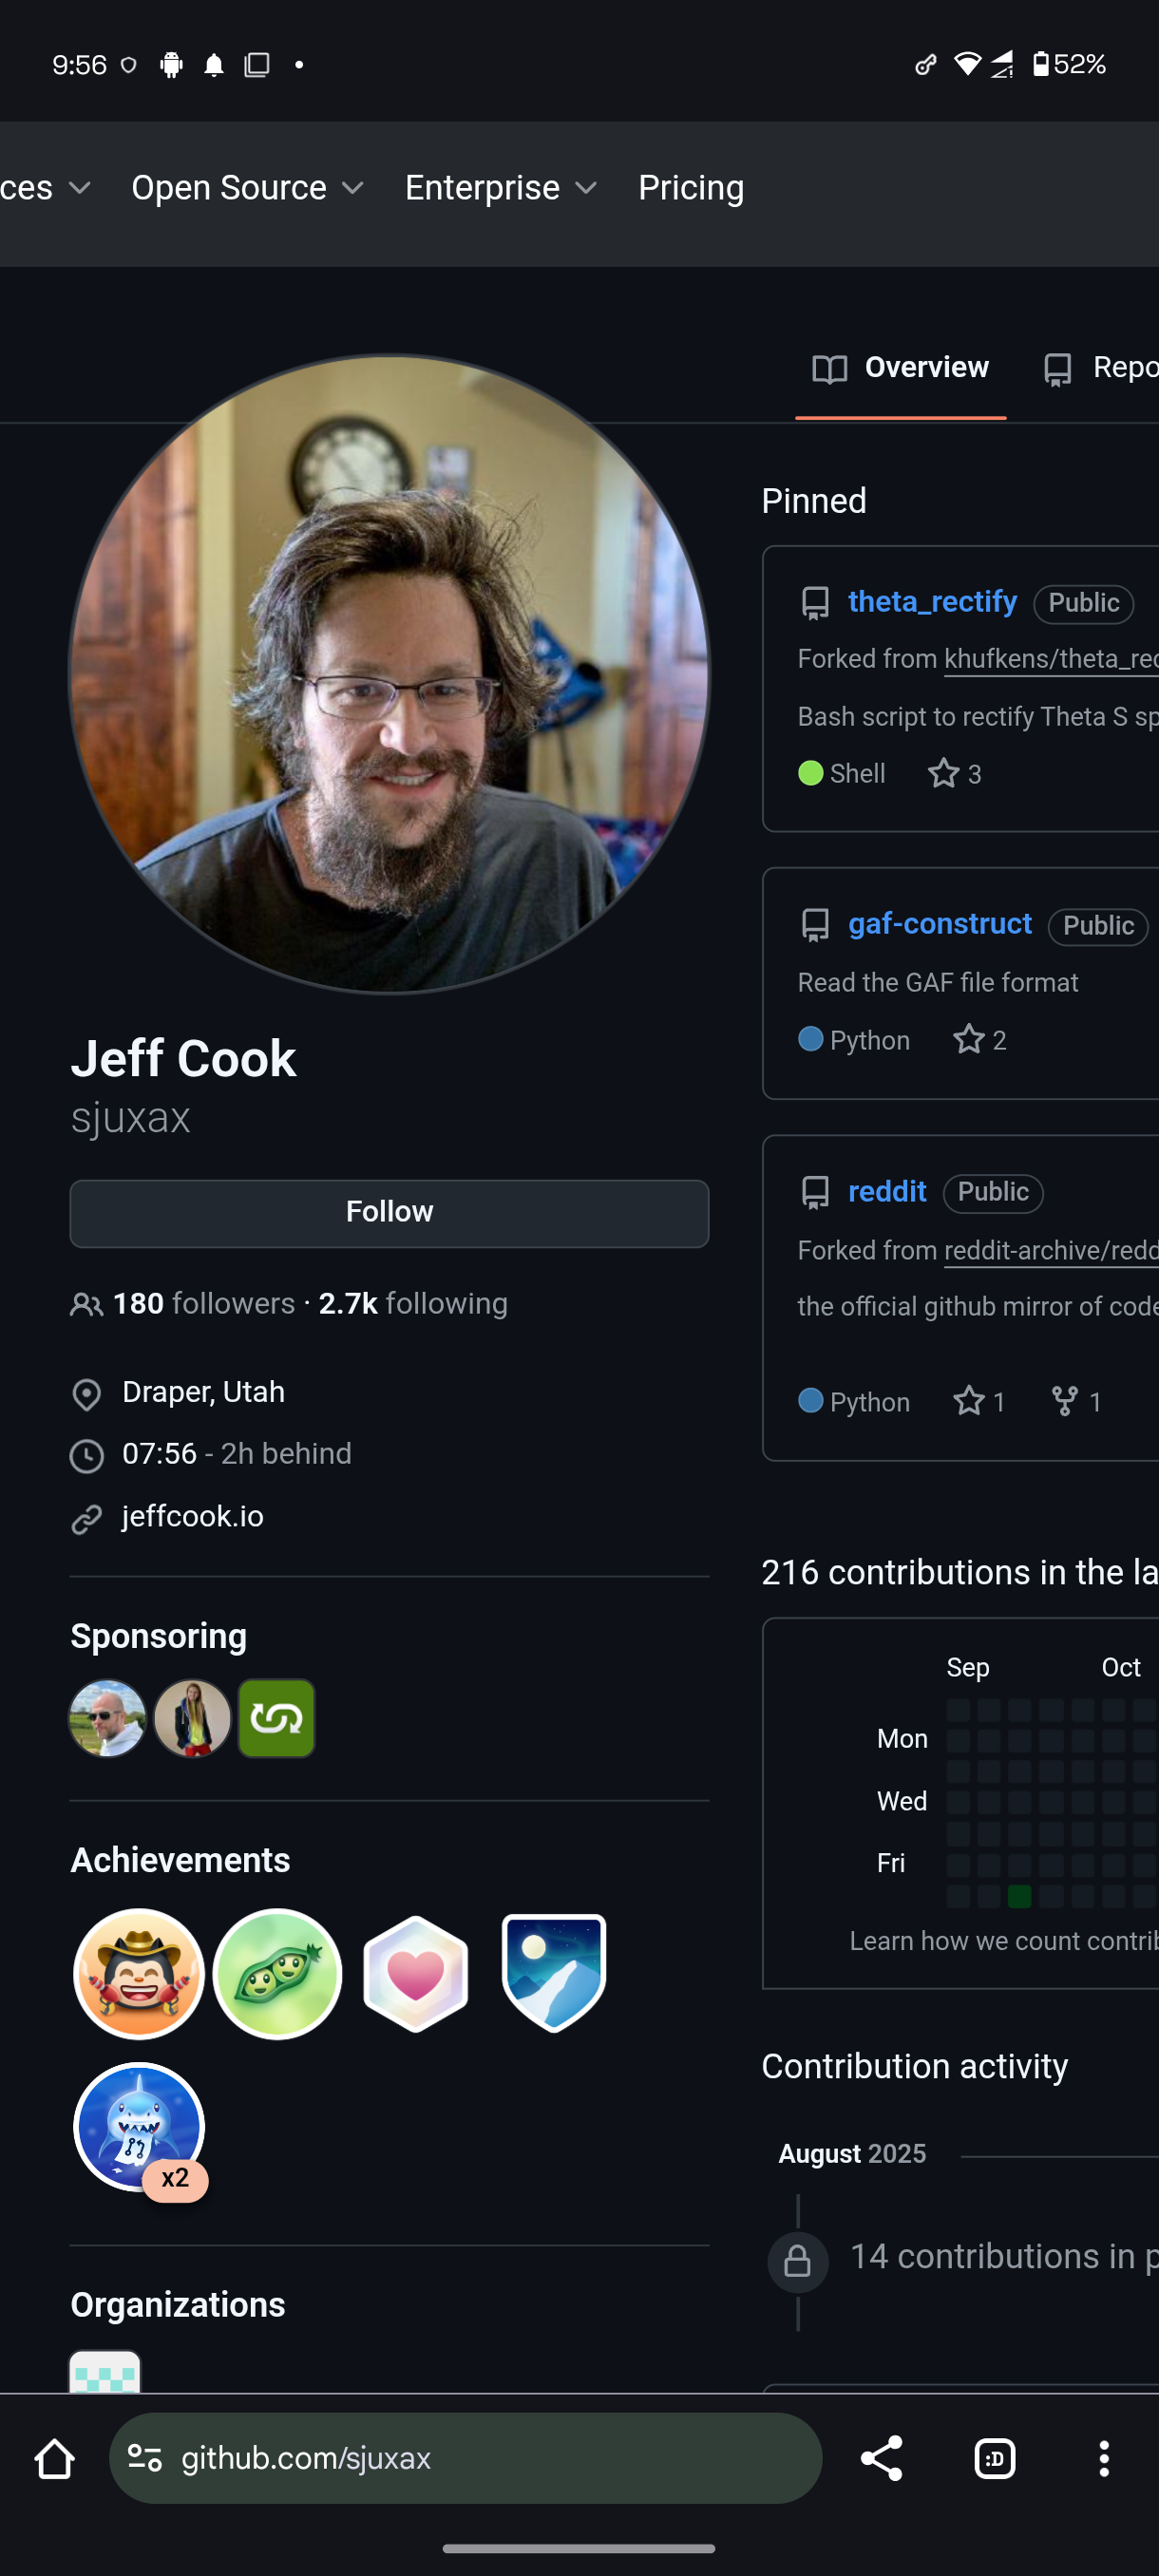 9:56
52%
ces
Open Source
Enterprise
Pricing
Overview
Repo
Jeff Cook
sjuxax
Follow
180 followers · 2.7k following
Draper, Utah
07:56 - 2h behind
jeffcook.io
Sponsoring
Achievements
x2
Organizations
Pinned
theta_rectify Public
Forked from khufkens/theta_rec
Bash script to rectify Theta S sp
Shell 3
gaf-construct Public
Read the GAF file format
Python 2
reddit Public
Forked from reddit-archive/redd
the official github mirror of code
Python 1 1
216 contributions in the la
Sep Oct
Mon
Wed
Fri
Learn how we count contrib
Contribution activity
August 2025
14 contributions in p
github.com/sjuxax
:D